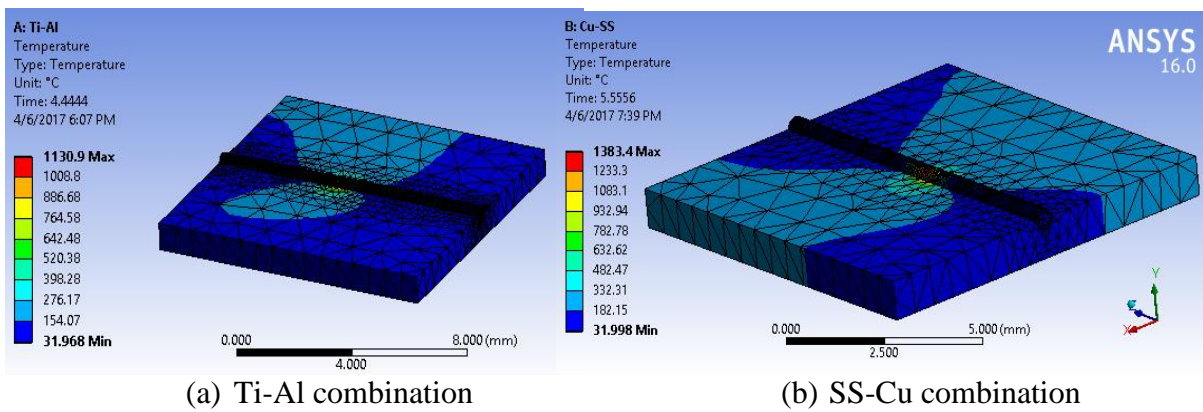 A: Ti-Al
Temperature
Type: Temperature
Unit: °C
Time: 4.4444
4/6/2017 6:07 PM
1130.9 Max
1008.8
886.68
764.58
642.48
520.38
398.28
276.17
154.07
31.968 Min
0.000 8.000 (mm)
4.000
B: Cu-SS
Temperature
Type: Temperature
Unit: °C
Time: 5.5556
4/6/2017 7:39 PM
ANSYS
16.0
1383.4 Max
1233.3
1083.1
932.94
782.78
632.62
482.47
332.31
182.15
31.998 Min
0.000 5.000 (mm)
2.500
Y
X
(a) Ti-Al combination
(b) SS-Cu combination